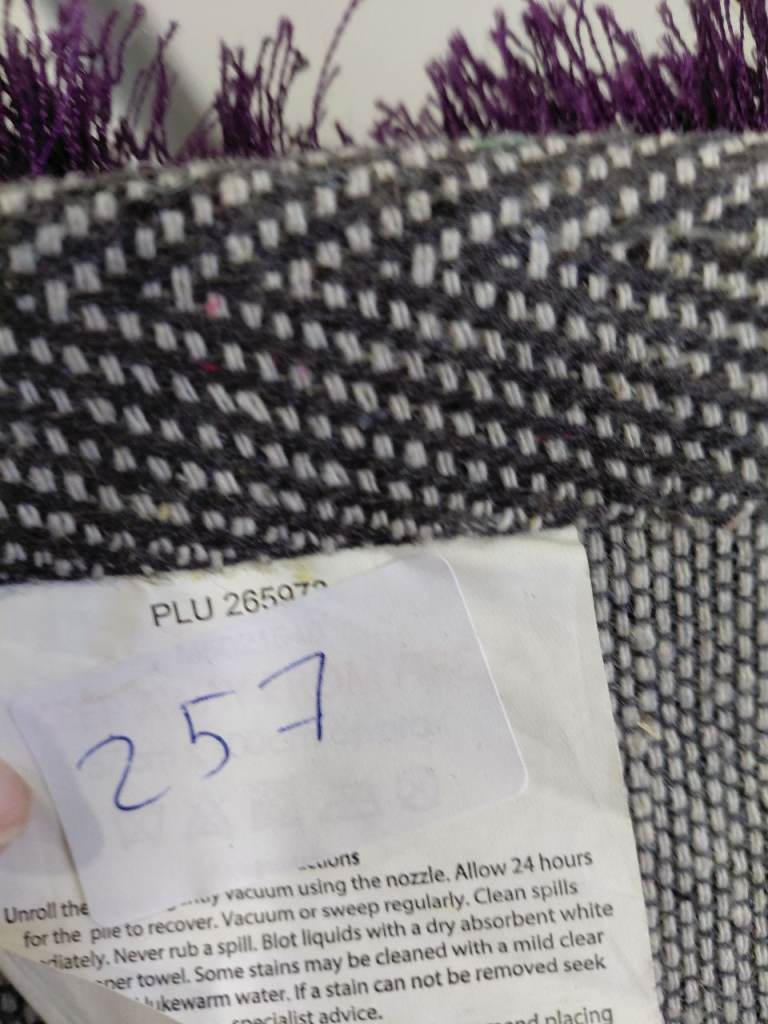 PLU 265973
257
Unroll the vacuum using the nozzle. Allow 24 hours
for the pile to recover. Vacuum or sweep regularly. Clean spills
Never rub a spill. Blot liquids with a dry absorbent white
towel. Some stains may be cleaned with a mild clear
lukewarm water. If a stain can not be removed seek
specialist advice.
placing